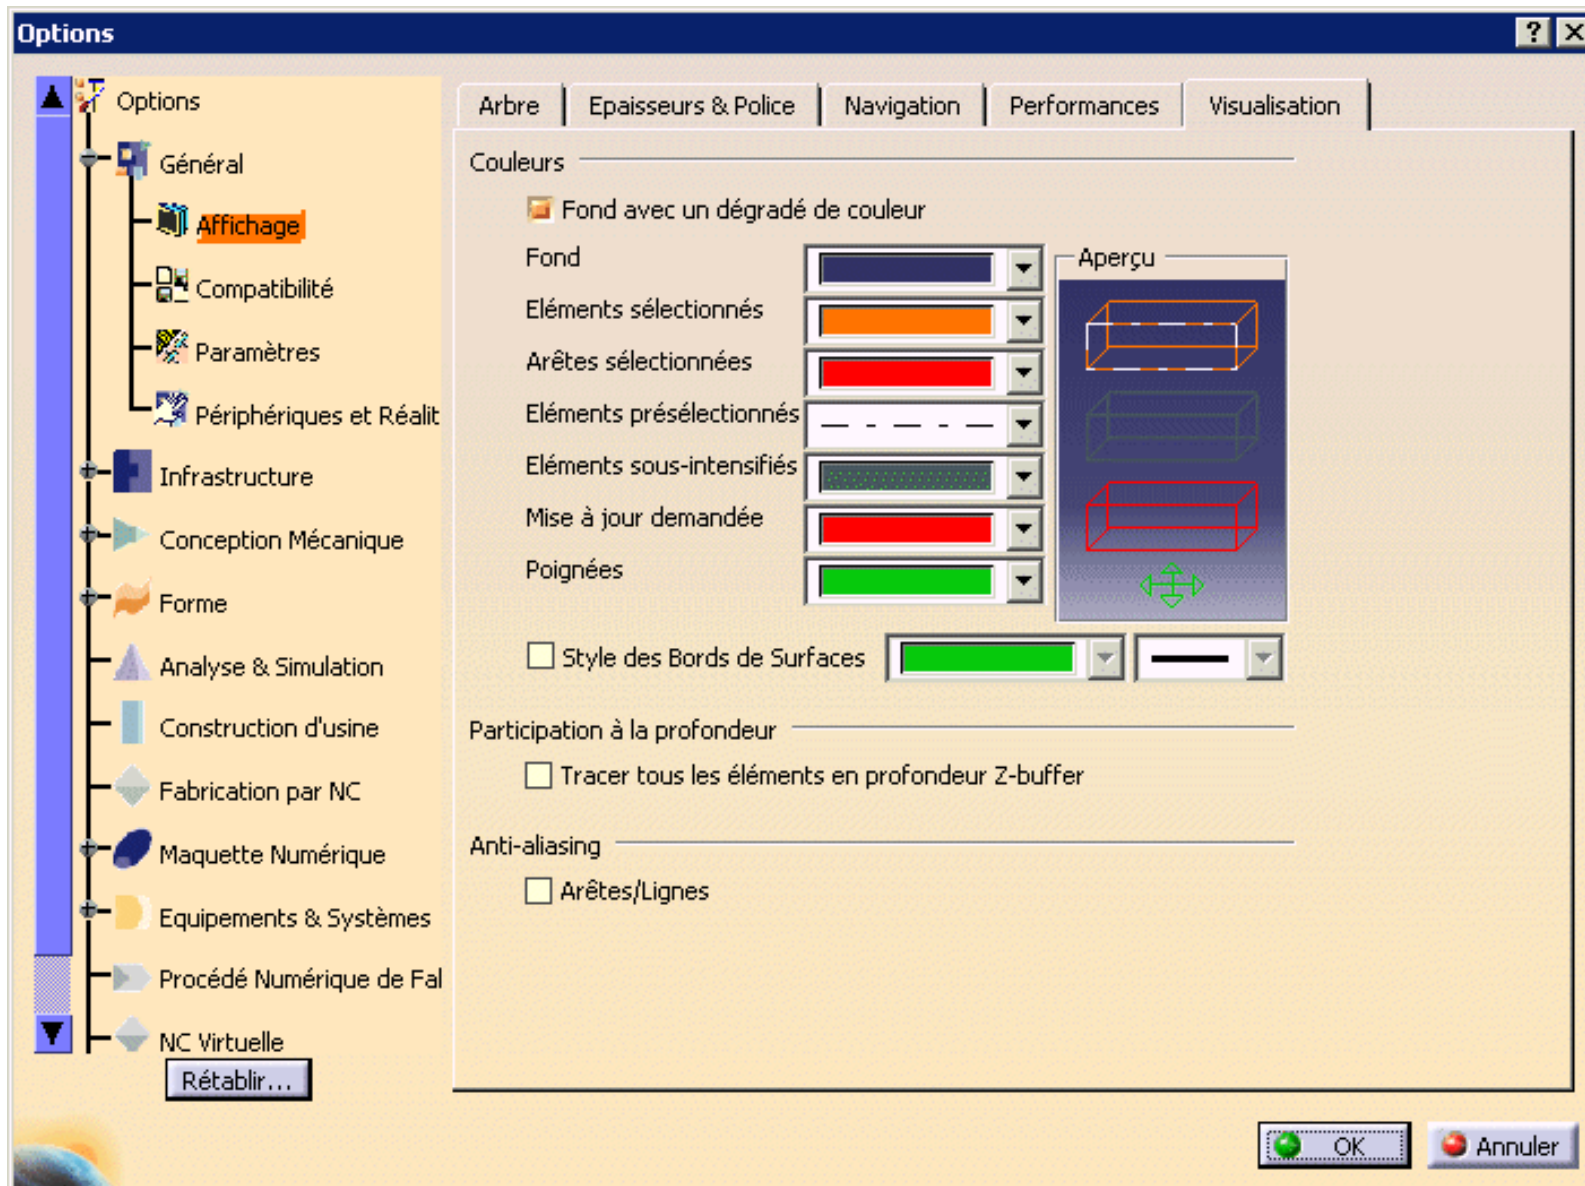 Options
Options
Général
Affichage
Compatibilité
Paramètres
Périphériques et Réalit
Infrastructure
Conception Mécanique
Forme
Analyse & Simulation
Construction d'usine
Fabrication par NC
Maquette Numérique
Equipements & Systèmes
Procédé Numérique de Fal
NC Virtuelle
Rétablir...
Arbre
Epaisseurs & Police
Navigation
Performances
Visualisation
Couleurs
Fond avec un dégradé de couleur
Fond
Eléments sélectionnés
Arêtes sélectionnées
Eléments présélectionnés
Eléments sous-intensifiés
Mise à jour demandée
Poignées
Aperçu
Style des Bords de Surfaces
Participation à la profondeur
Tracer tous les éléments en profondeur Z-buffer
Anti-aliasing
Arêtes/Lignes
OK
Annuler